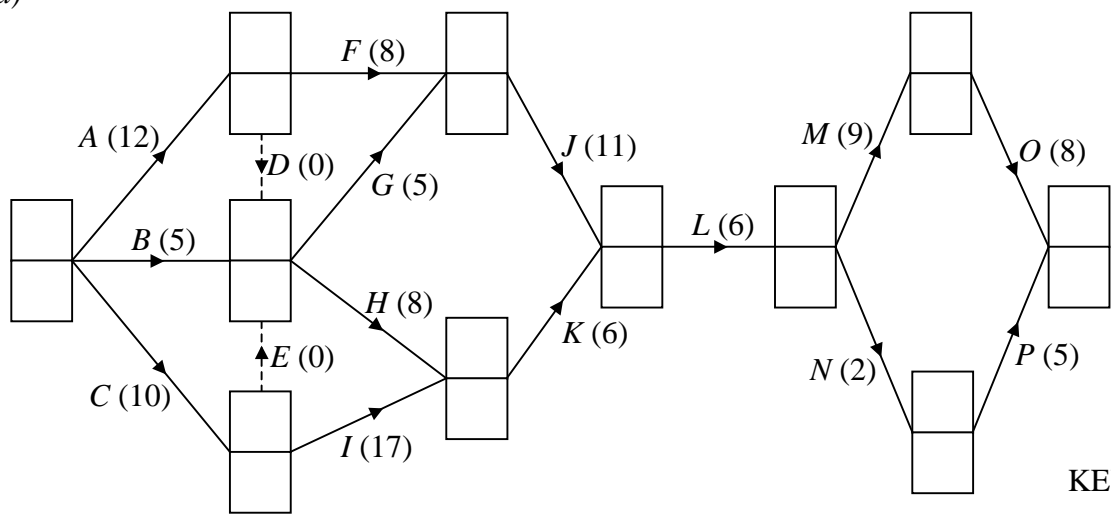 F (8)
A (12)
D (0)
J (11)
M (9)
O (8)
G (5)
B (5)
L (6)
H (8)
K (6)
E (0)
C (10)
N (2)
P (5)
I (17)
KE